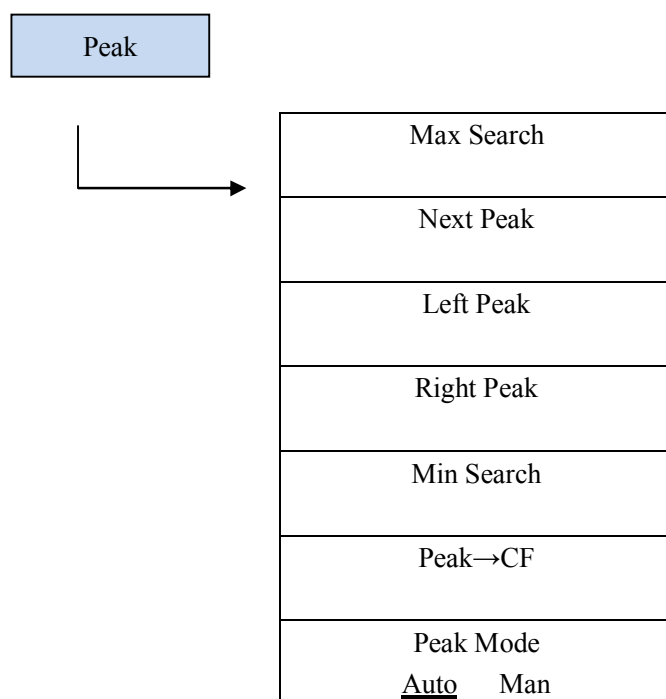 Peak
Max Search
Next Peak
Left Peak
Right Peak
Min Search
Peak→CF
Peak Mode
Auto Man